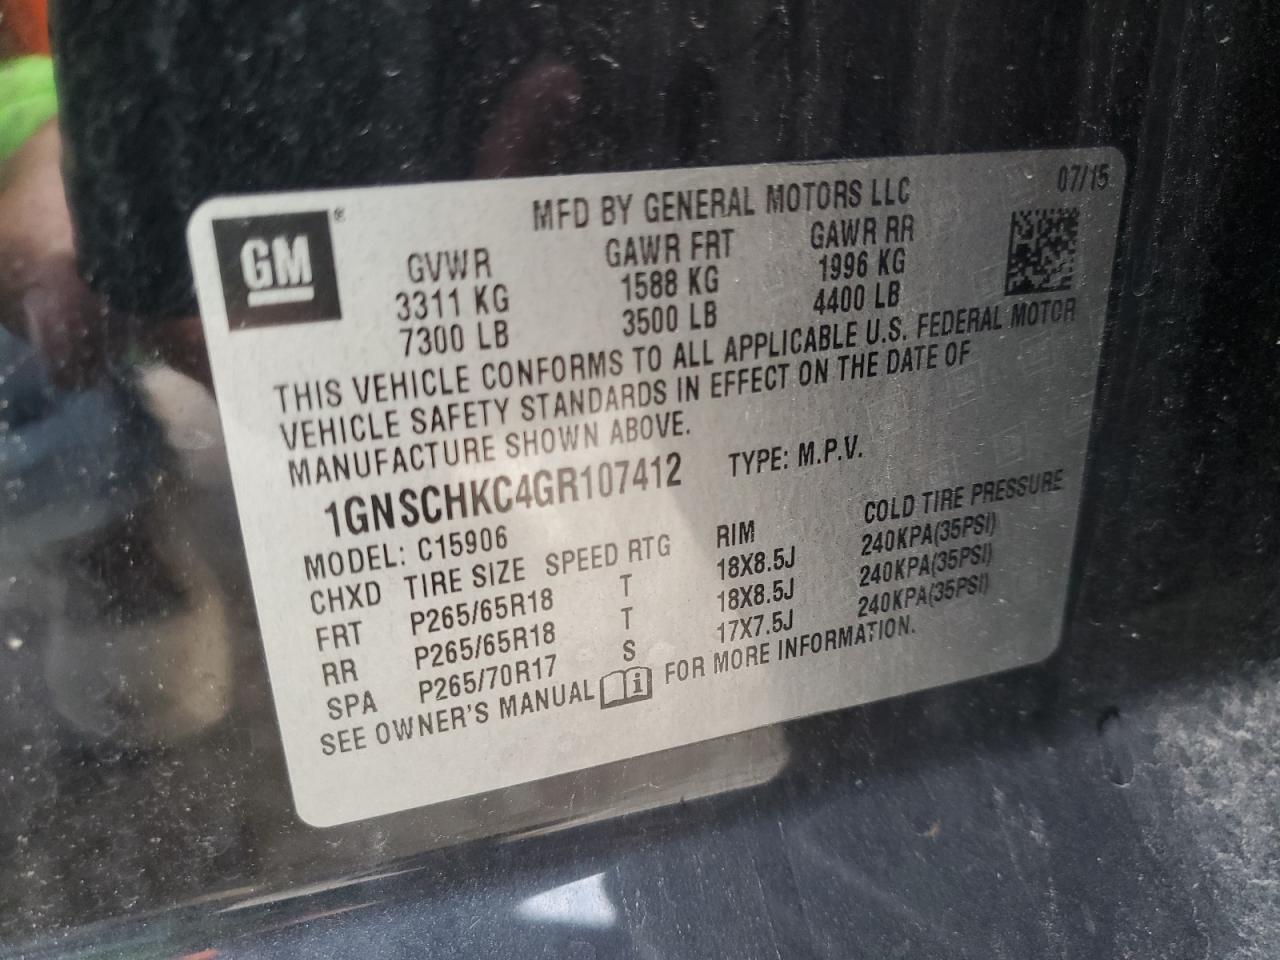 MFD BY GENERAL MOTORS LLC 07/15
GM®
GVWR GAWR FRT GAWR RR
3311 KG 1588 KG 1996 KG
7300 LB 3500 LB 4400 LB
THIS VEHICLE CONFORMS TO ALL APPLICABLE U.S. FEDERAL MOTOR
VEHICLE SAFETY STANDARDS IN EFFECT ON THE DATE OF
MANUFACTURE SHOWN ABOVE.
1GNSCHKC4GR107412 TYPE: M.P.V.
MODEL: C15906
CHXD TIRE SIZE SPEED RTG RIM COLD TIRE PRESSURE
FRT P265/65R18 T 18X8.5J 240KPA(35PSI)
RR P265/65R18 T 18X8.5J 240KPA(35PSI)
SPA P265/70R17 S 17X7.5J 240KPA(35PSI)
SEE OWNER'S MANUAL i FOR MORE INFORMATION.